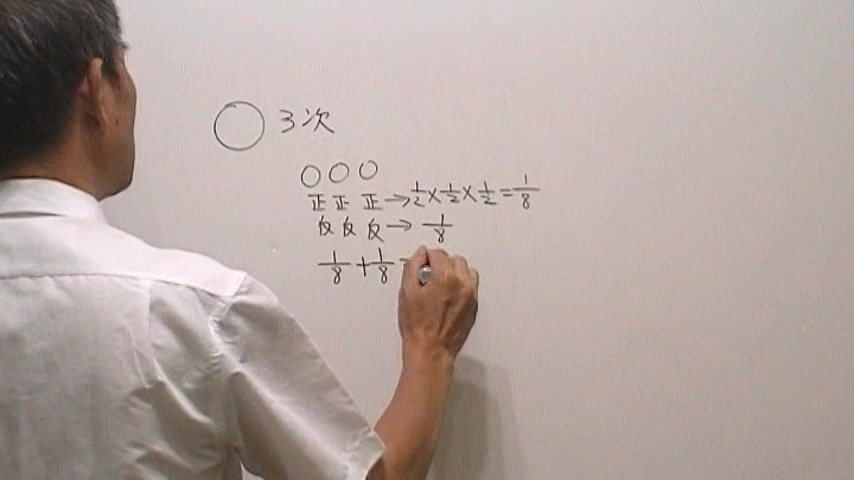 3次
正 正 正 → 1/2 × 1/2 × 1/2 = 1/8
反 反 反 → 1/8
1/8 + 1/8